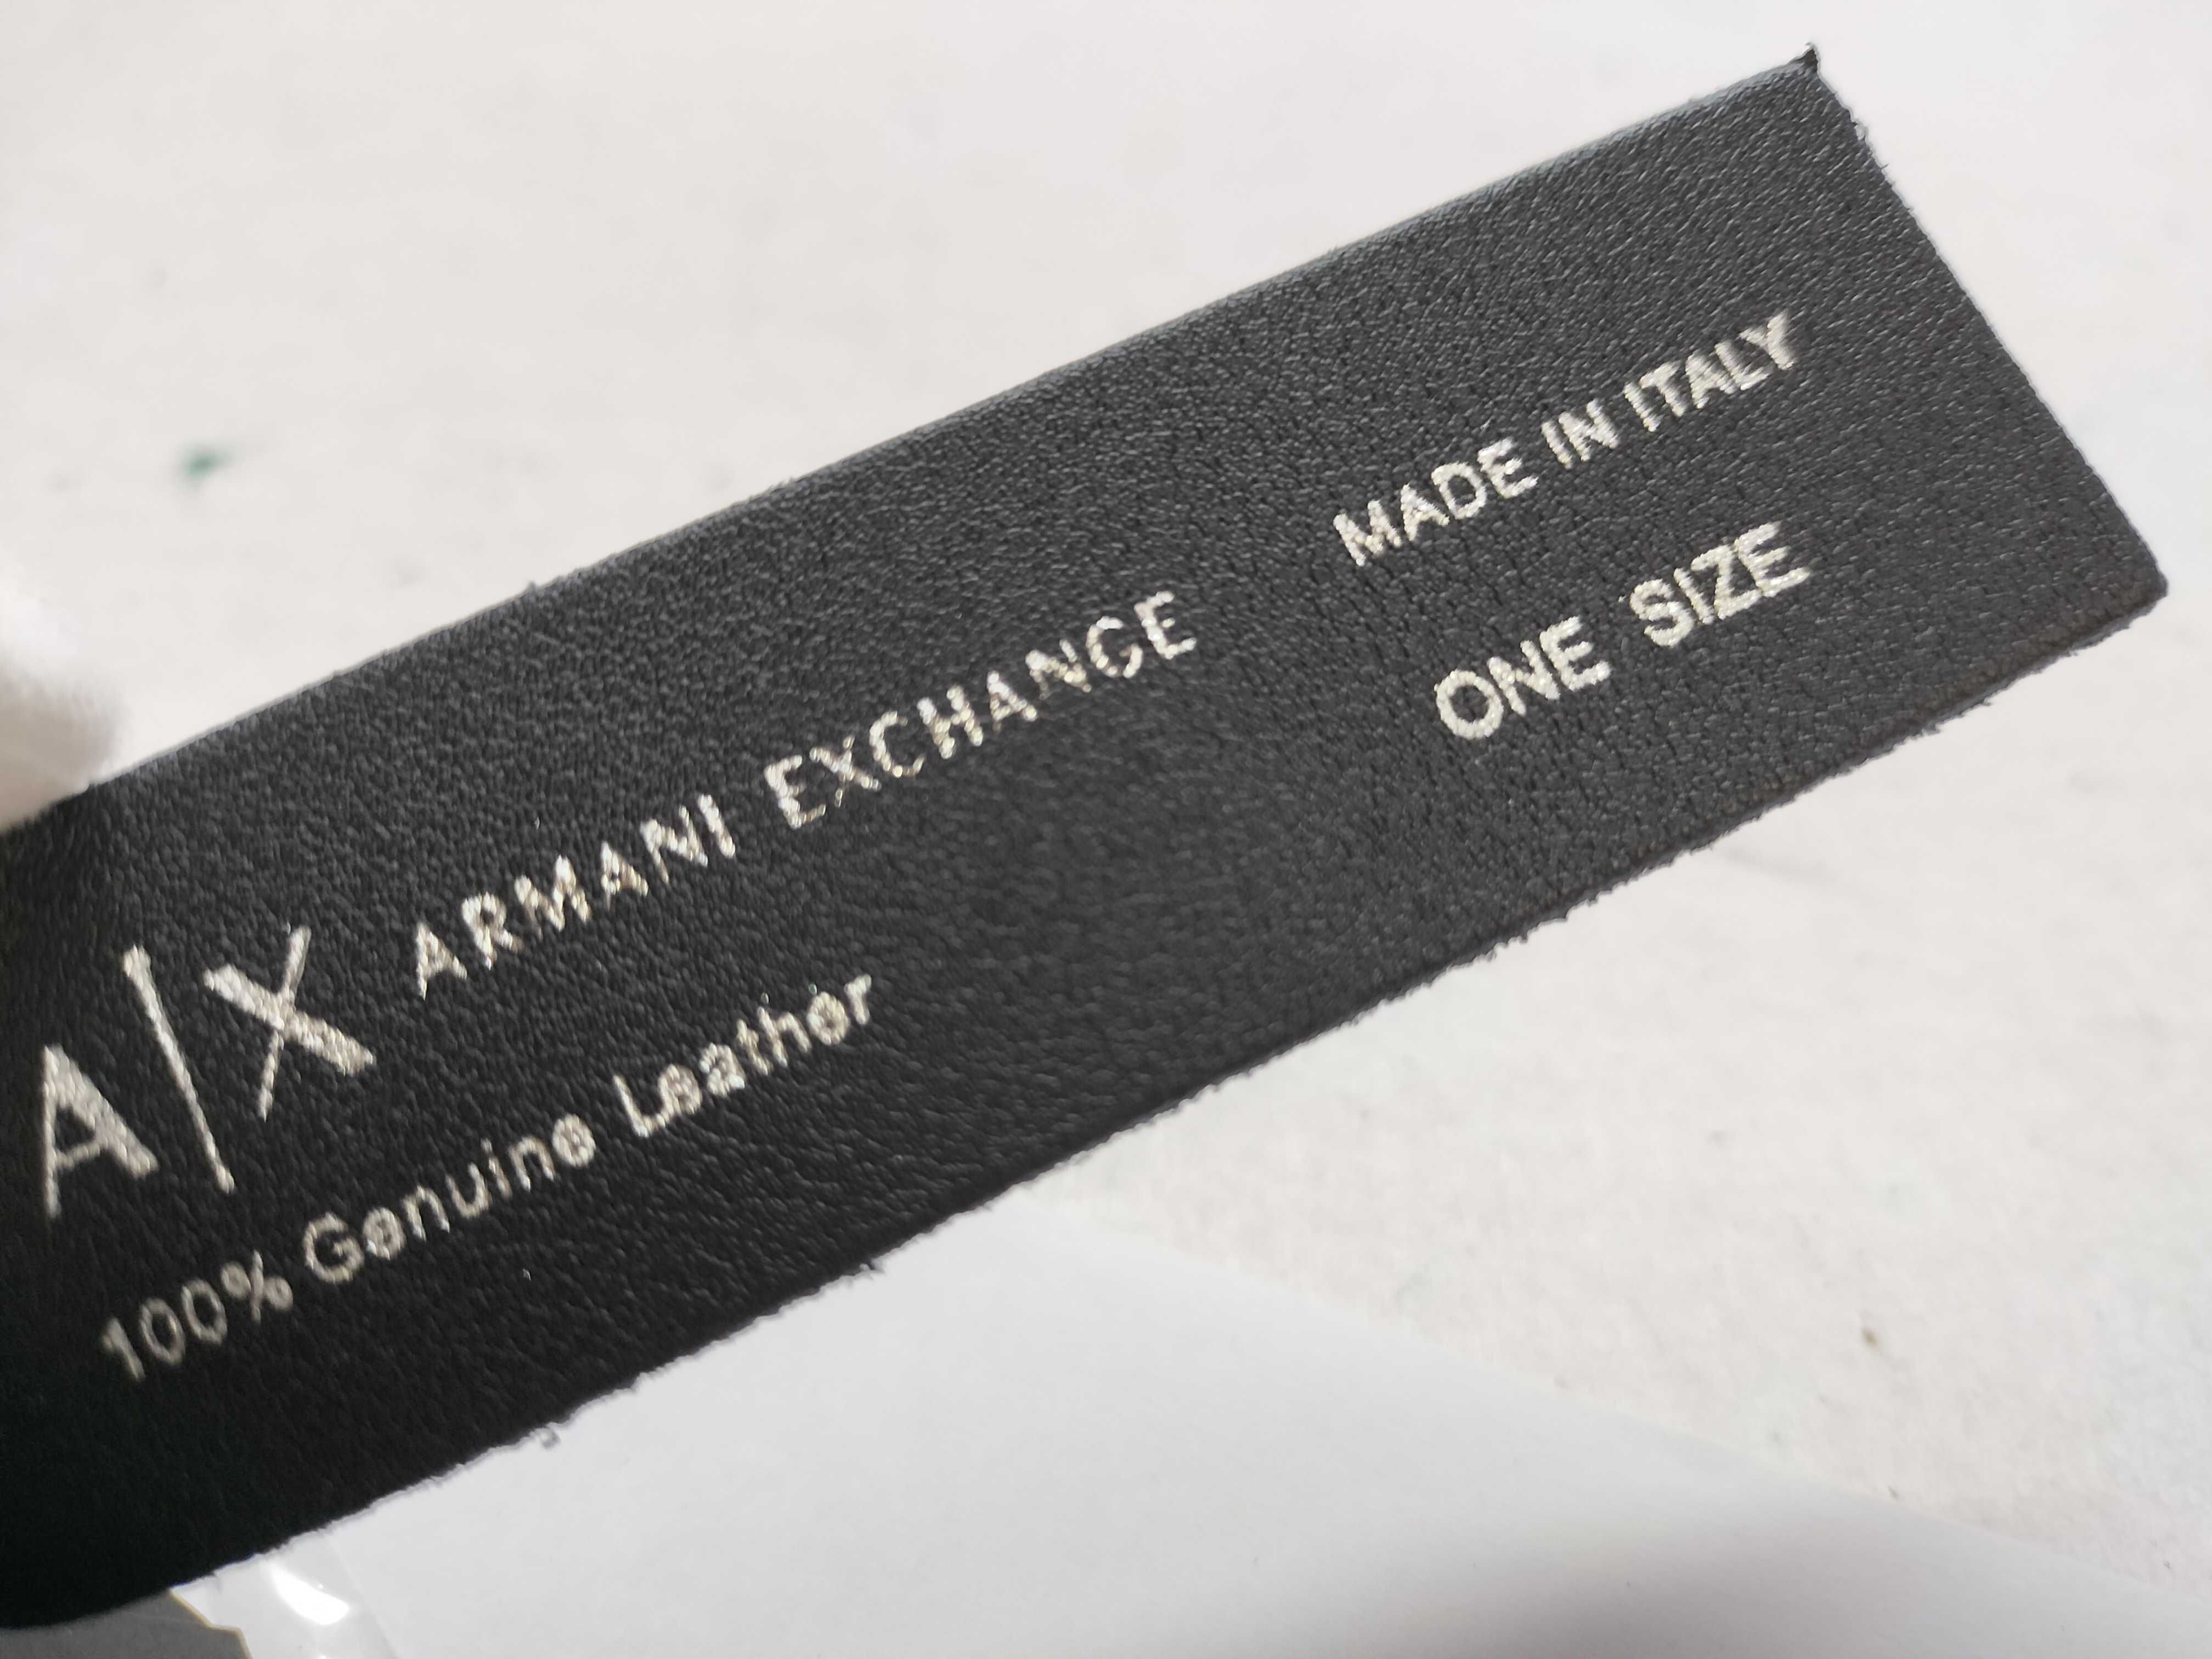 A|X ARMANI EXCHANGE
100% Genuine Leather
MADE IN ITALY
ONE SIZE